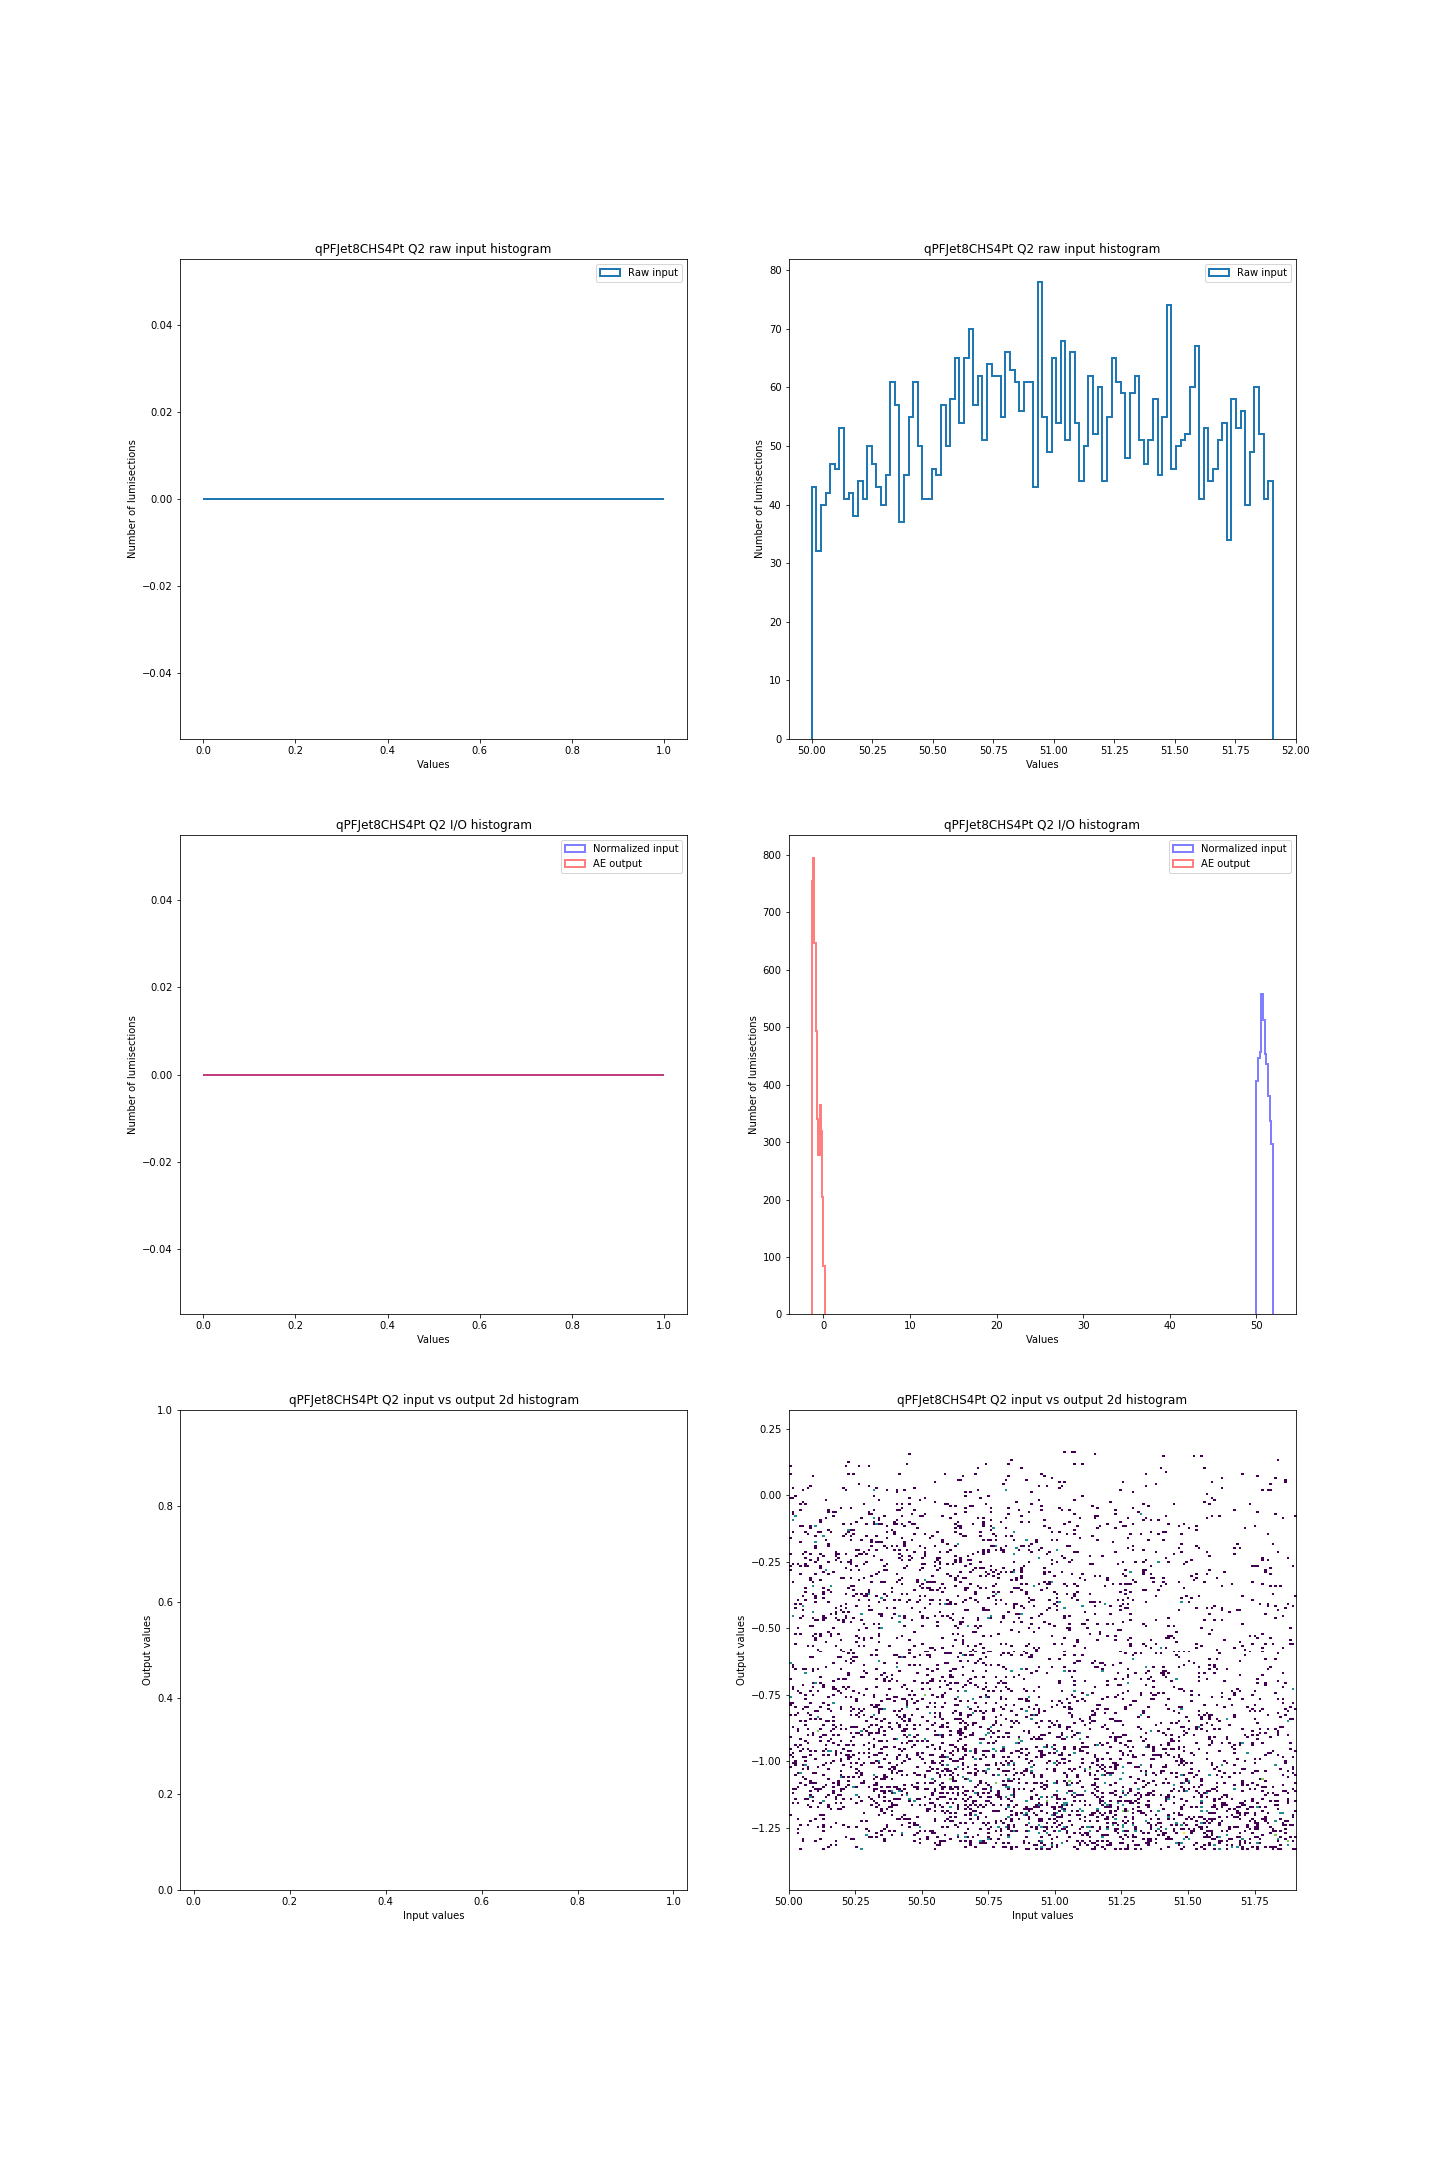 qPFJet8CHS4Pt Q2 raw input histogram
Raw input
0.04
0.02
0.00
−0.02
−0.04
Number of lumisections
0.0 0.2 0.4 0.6 0.8 1.0
Values
qPFJet8CHS4Pt Q2 raw input histogram
Raw input
80
70
60
50
40
30
20
10
0
Number of lumisections
50.00 50.25 50.50 50.75 51.00 51.25 51.50 51.75 52.00
Values
qPFJet8CHS4Pt Q2 I/O histogram
Normalized input
AE output
0.04
0.02
0.00
−0.02
−0.04
Number of lumisections
0.0 0.2 0.4 0.6 0.8 1.0
Values
qPFJet8CHS4Pt Q2 I/O histogram
Normalized input
AE output
800
700
600
500
400
300
200
100
0
Number of lumisections
0 10 20 30 40 50
Values
qPFJet8CHS4Pt Q2 input vs output 2d histogram
1.0
0.8
0.6
0.4
0.2
0.0
Output values
0.0 0.2 0.4 0.6 0.8 1.0
Input values
qPFJet8CHS4Pt Q2 input vs output 2d histogram
0.25
0.00
−0.25
−0.50
−0.75
−1.00
−1.25
Output values
50.00 50.25 50.50 50.75 51.00 51.25 51.50 51.75
Input values